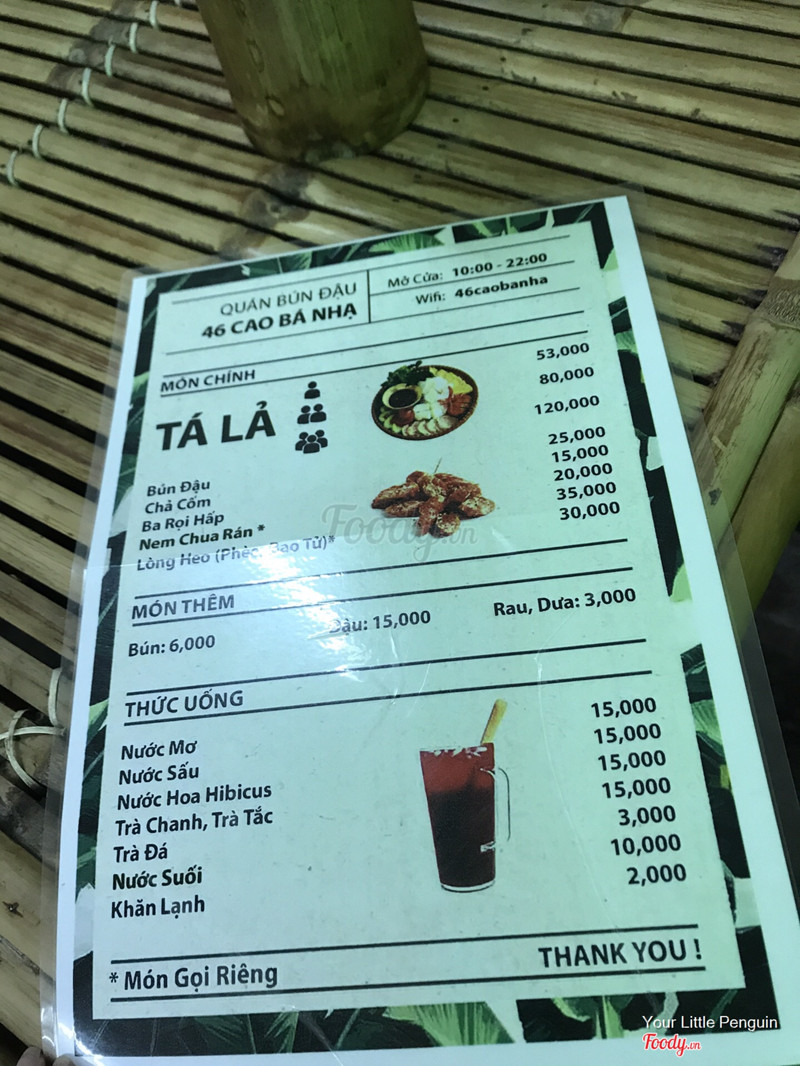 QUÁN BÚN ĐẬU
46 CAO BÁ NHẠ
Mở Cửa: 10:00 - 22:00
Wifi: 46caobanha
MÓN CHÍNH
TÁ LẢ
53,000
80,000
120,000
Bún Đậu 25,000
Chả Cốm 15,000
Ba Rọi Hấp 20,000
Nem Chua Rán * 35,000
Lòng Heo (Phèo, Bao Tử)* 30,000
Foody.vn
MÓN THÊM
Bún: 6,000 Đậu: 15,000 Rau, Dưa: 3,000
THỨC UỐNG
Nước Mơ 15,000
Nước Sấu 15,000
Nước Hoa Hibicus 15,000
Trà Chanh, Trà Tắc 15,000
Trà Đá 3,000
Nước Suối 10,000
Khăn Lạnh 2,000
* Món Gọi Riêng THANK YOU !
Your Little Penguin
Foody.vn